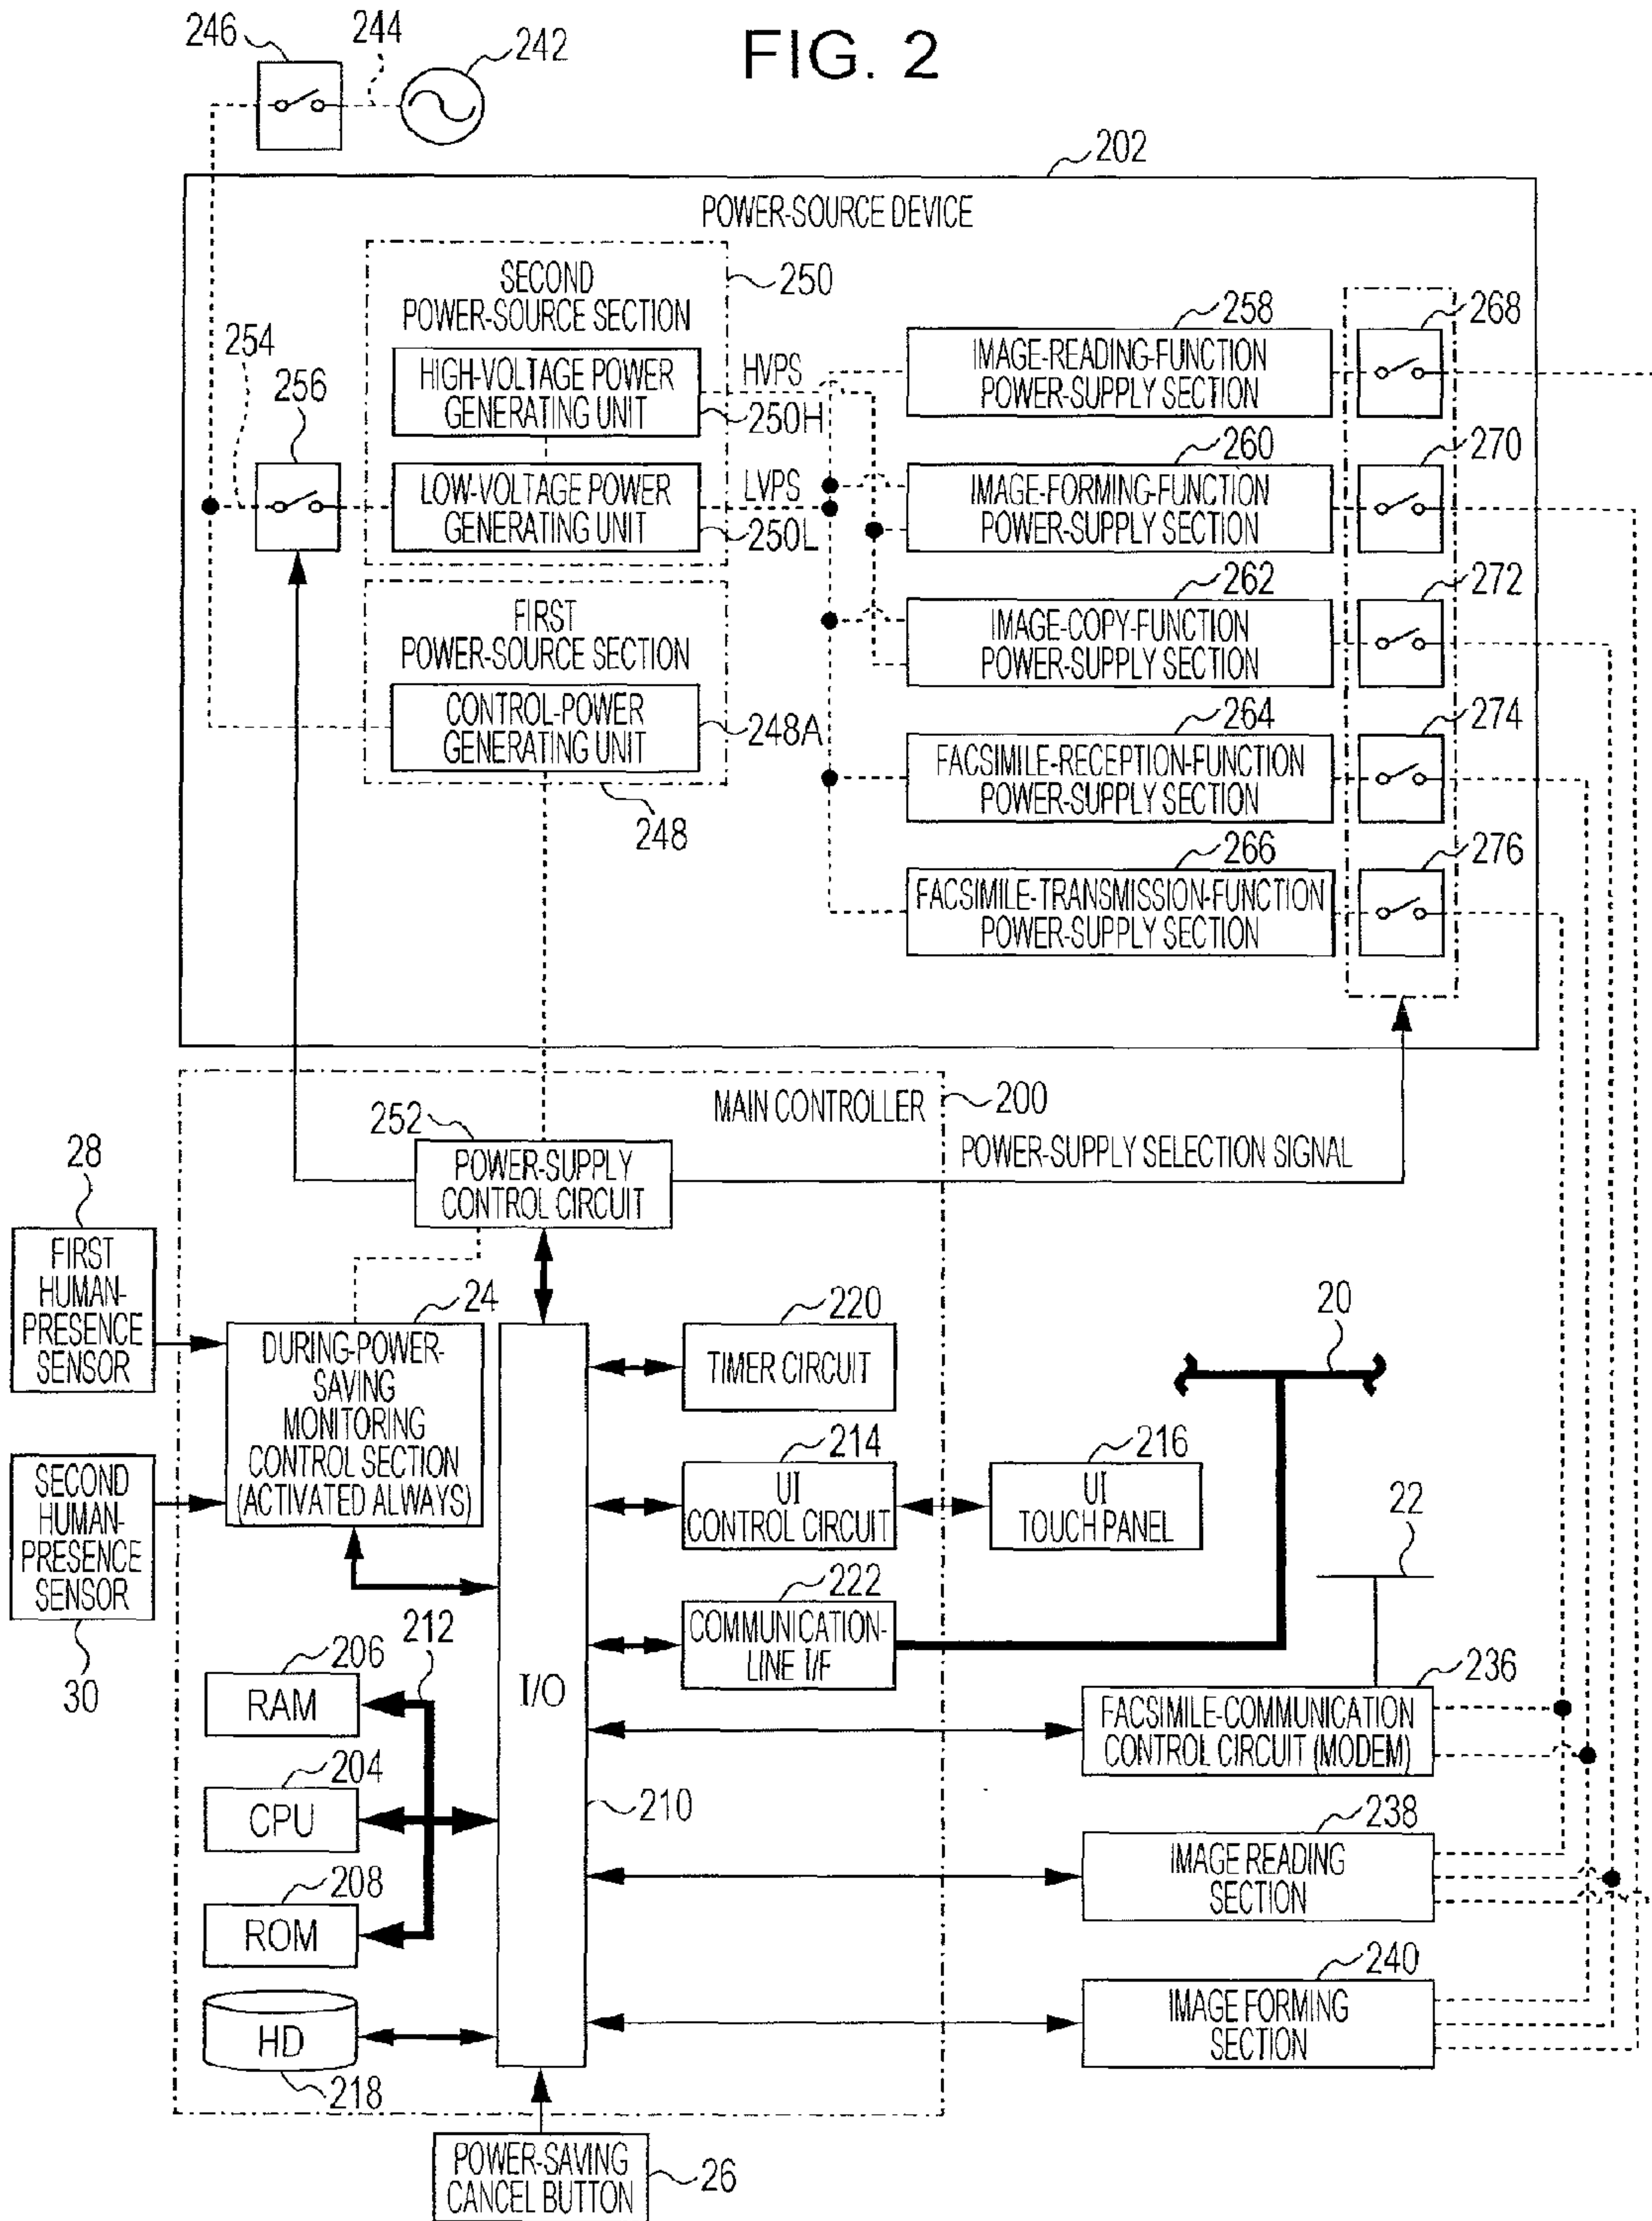 FIG. 2
246
244
242
202
POWER-SOURCE DEVICE
SECOND
POWER-SOURCE SECTION
250
HIGH-VOLTAGE POWER
GENERATING UNIT
HVPS
250H
254
256
LOW-VOLTAGE POWER
GENERATING UNIT
LVPS
250L
FIRST
POWER-SOURCE SECTION
CONTROL-POWER
GENERATING UNIT
248A
248
258
IMAGE-READING-FUNCTION
POWER-SUPPLY SECTION
268
260
IMAGE-FORMING-FUNCTION
POWER-SUPPLY SECTION
270
262
IMAGE-COPY-FUNCTION
POWER-SUPPLY SECTION
272
264
FACSIMILE-RECEPTION-FUNCTION
POWER-SUPPLY SECTION
274
266
FACSIMILE-TRANSMISSION-FUNCTION
POWER-SUPPLY SECTION
276
MAIN CONTROLLER
200
252
POWER-SUPPLY
CONTROL CIRCUIT
POWER-SUPPLY SELECTION SIGNAL
28
FIRST
HUMAN-
PRESENCE
SENSOR
24
DURING-POWER-
SAVING
MONITORING
CONTROL SECTION
(ACTIVATED ALWAYS)
SECOND
HUMAN-
PRESENCE
SENSOR
30
220
TIMER CIRCUIT
20
214
UI
CONTROL CIRCUIT
216
UI
TOUCH PANEL
22
222
COMMUNICATION-
LINE I/F
212
206
RAM
204
CPU
208
ROM
HD
218
I/O
210
236
FACSIMILE-COMMUNICATION
CONTROL CIRCUIT (MODEM)
238
IMAGE READING
SECTION
240
IMAGE FORMING
SECTION
POWER-SAVING
CANCEL BUTTON
26